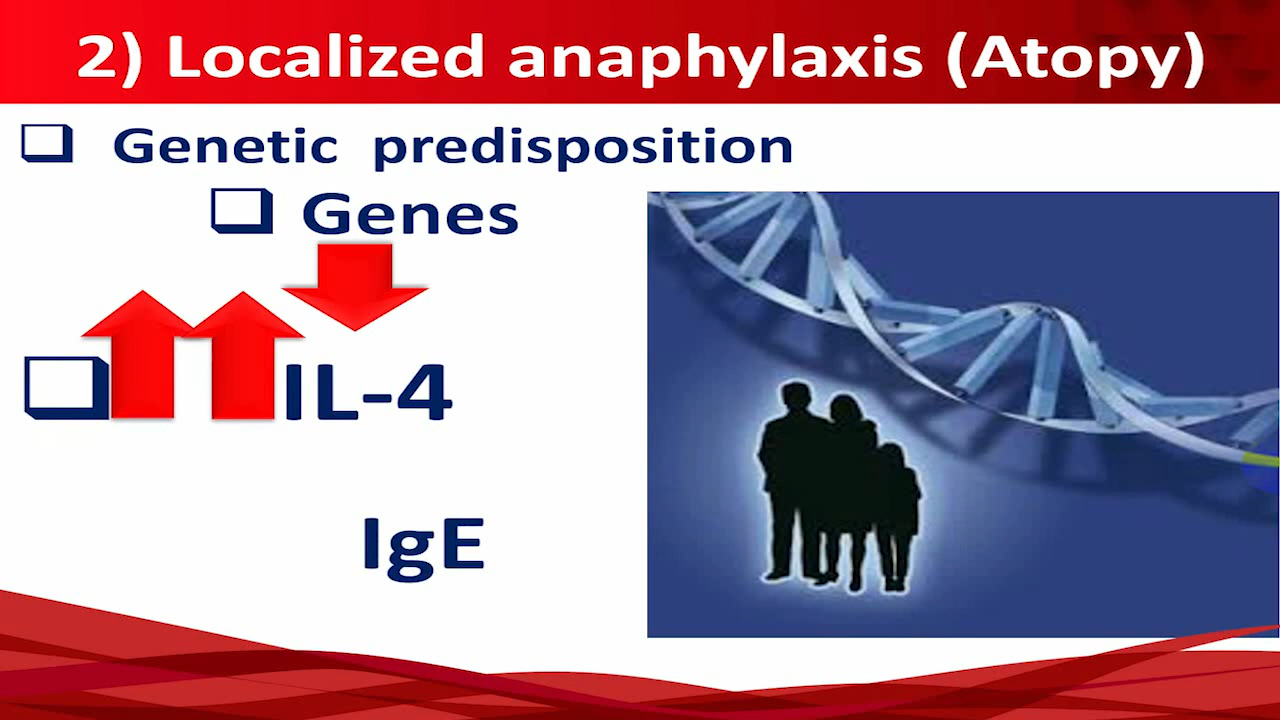 2) Localized anaphylaxis (Atopy)
❑ Genetic predisposition
❑ Genes
❑ IL-4
IgE